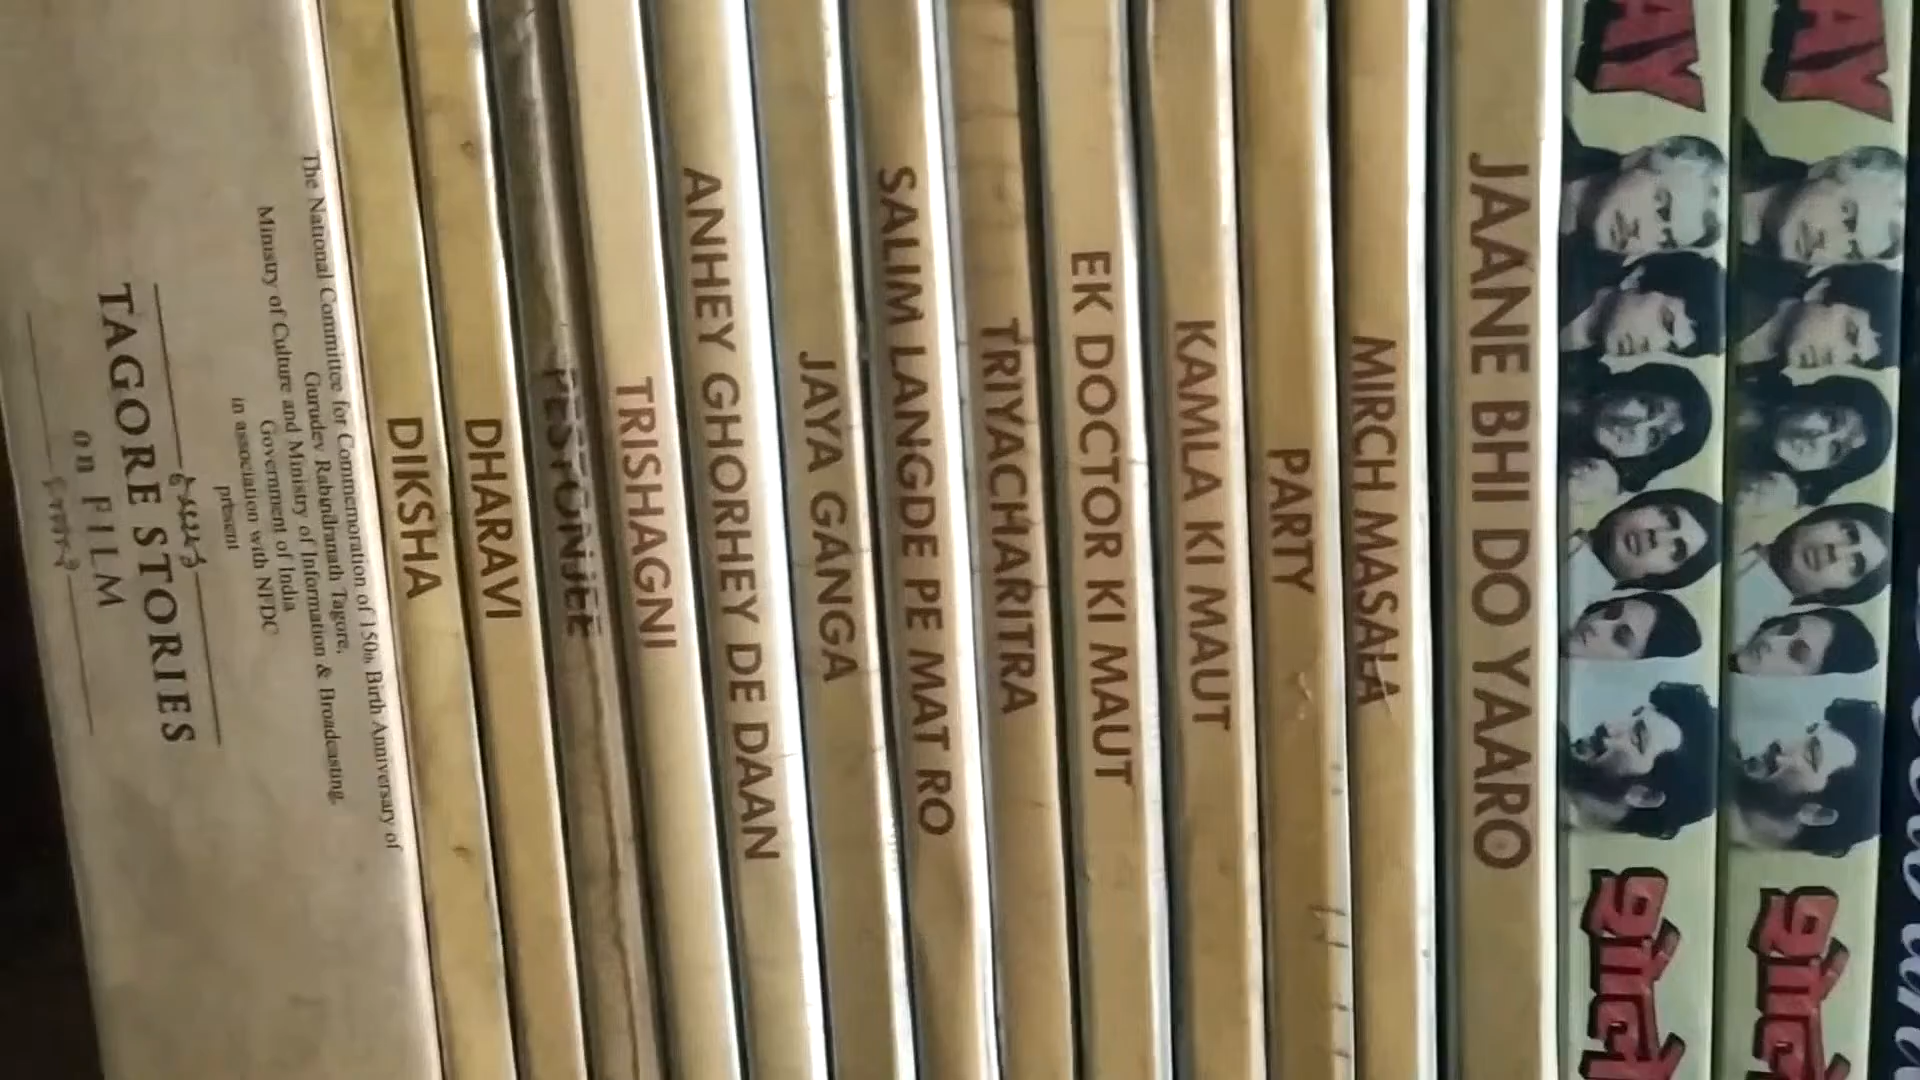 The National Committee for Commemoration of 150th Birth Anniversary of
Gurudev Rabindranath Tagore,
Ministry of Culture and Ministry of Information & Broadcasting,
Government of India
in association with NFDC
present
TAGORE STORIES
on FILM
DIKSHA
DHARAVI
PESTONJEE
TRISHAGNI
ANHEY GHORHEY DE DAAN
JAYA GANGA
SALIM LANGDE PE MAT RO
TRIYACHARITRA
EK DOCTOR KI MAUT
KAMLA KI MAUT
PARTY
MIRCH MASALA
JAANE BHI DO YAARO
AY
शोले
AY
शोले